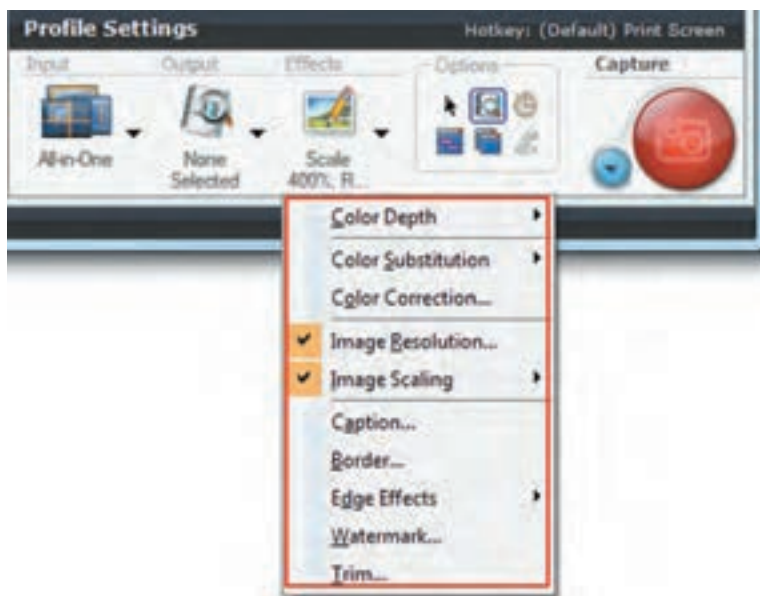 Profile Settings Hotkey: (Default) Print Screen
Input Output Effects Options Capture
All-in-One None Scale
Selected 400%, R...
Color Depth
Color Substitution
Color Correction...
Image Resolution...
Image Scaling
Caption...
Border...
Edge Effects
Watermark...
Trim...